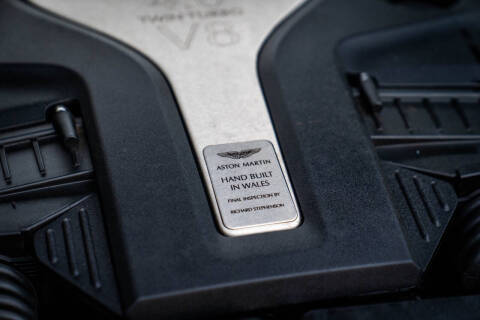 TWIN TURBO
V8
ASTON MARTIN
HAND BUILT
IN WALES
FINAL INSPECTION BY
RICHARD STEPHENSON